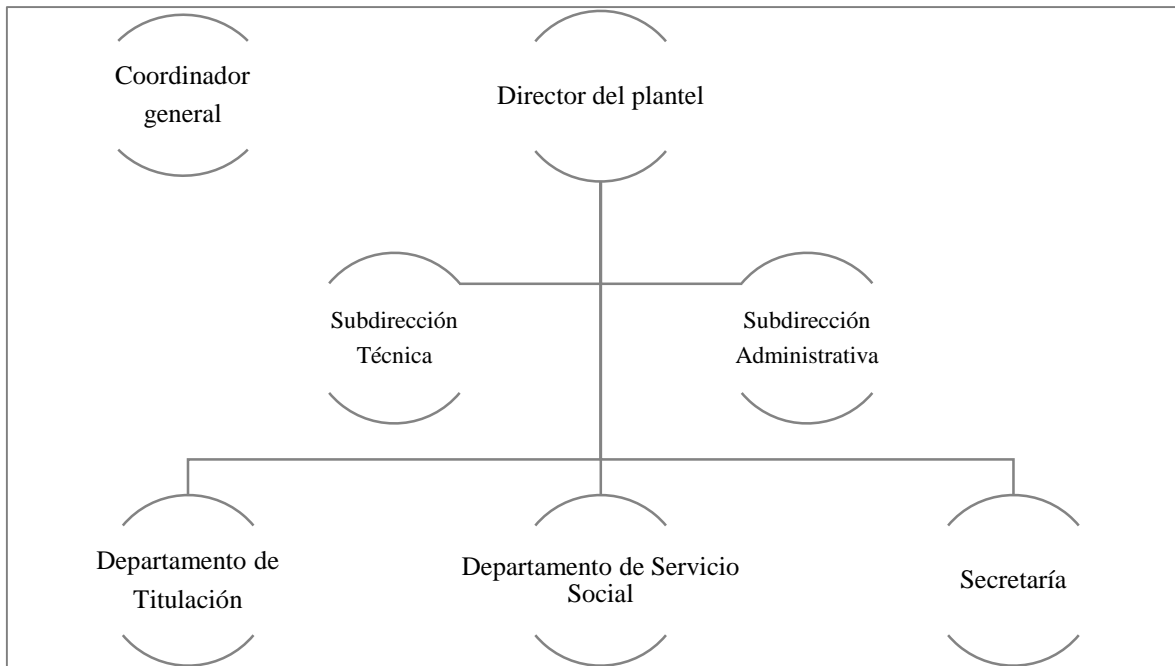 Coordinador
general
Director del plantel
Subdirección
Técnica
Subdirección
Administrativa
Departamento de
Titulación
Departamento de Servicio
Social
Secretaría